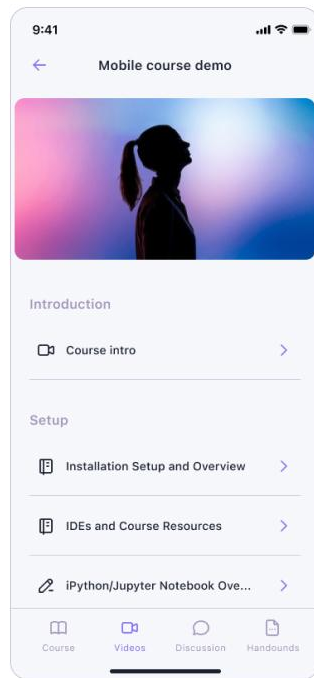 9:41
Mobile course demo
Introduction
Course intro
Setup
Installation Setup and Overview
IDEs and Course Resources
iPython/Jupyter Notebook Ove...
Course Videos Discussion Handounds